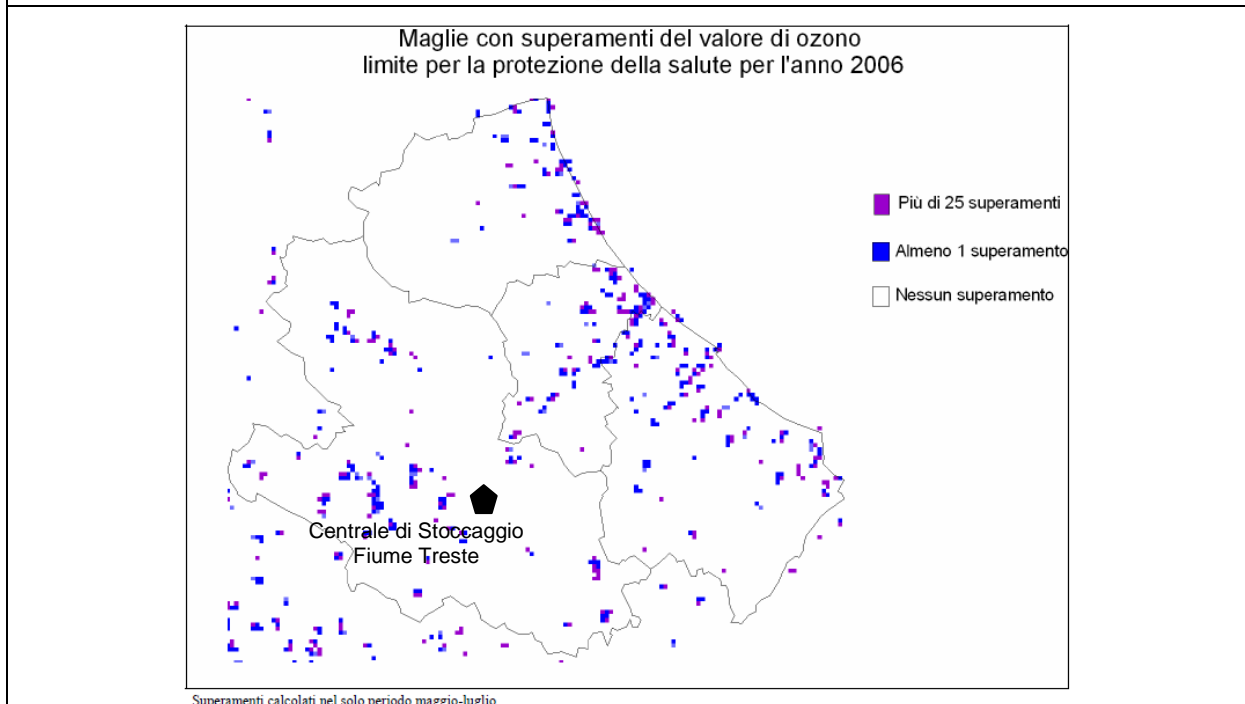 Maglie con superamenti del valore di ozono
limite per la protezione della salute per l'anno 2006
Più di 25 superamenti
Almeno 1 superamento
Nessun superamento
Centrale di Stoccaggio
Fiume Treste
Superamenti calcolati nel solo periodo maggio-luglio